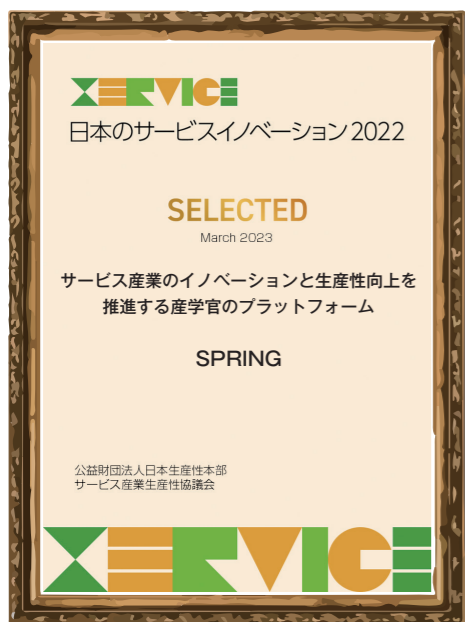 XERVICE
日本のサービスイノベーション2022
SELECTED
March 2023
サービス産業のイノベーションと生産性向上を
推進する産学官のプラットフォーム
SPRING
公益財団法人日本生産性本部
サービス産業生産性協議会
XERVICE